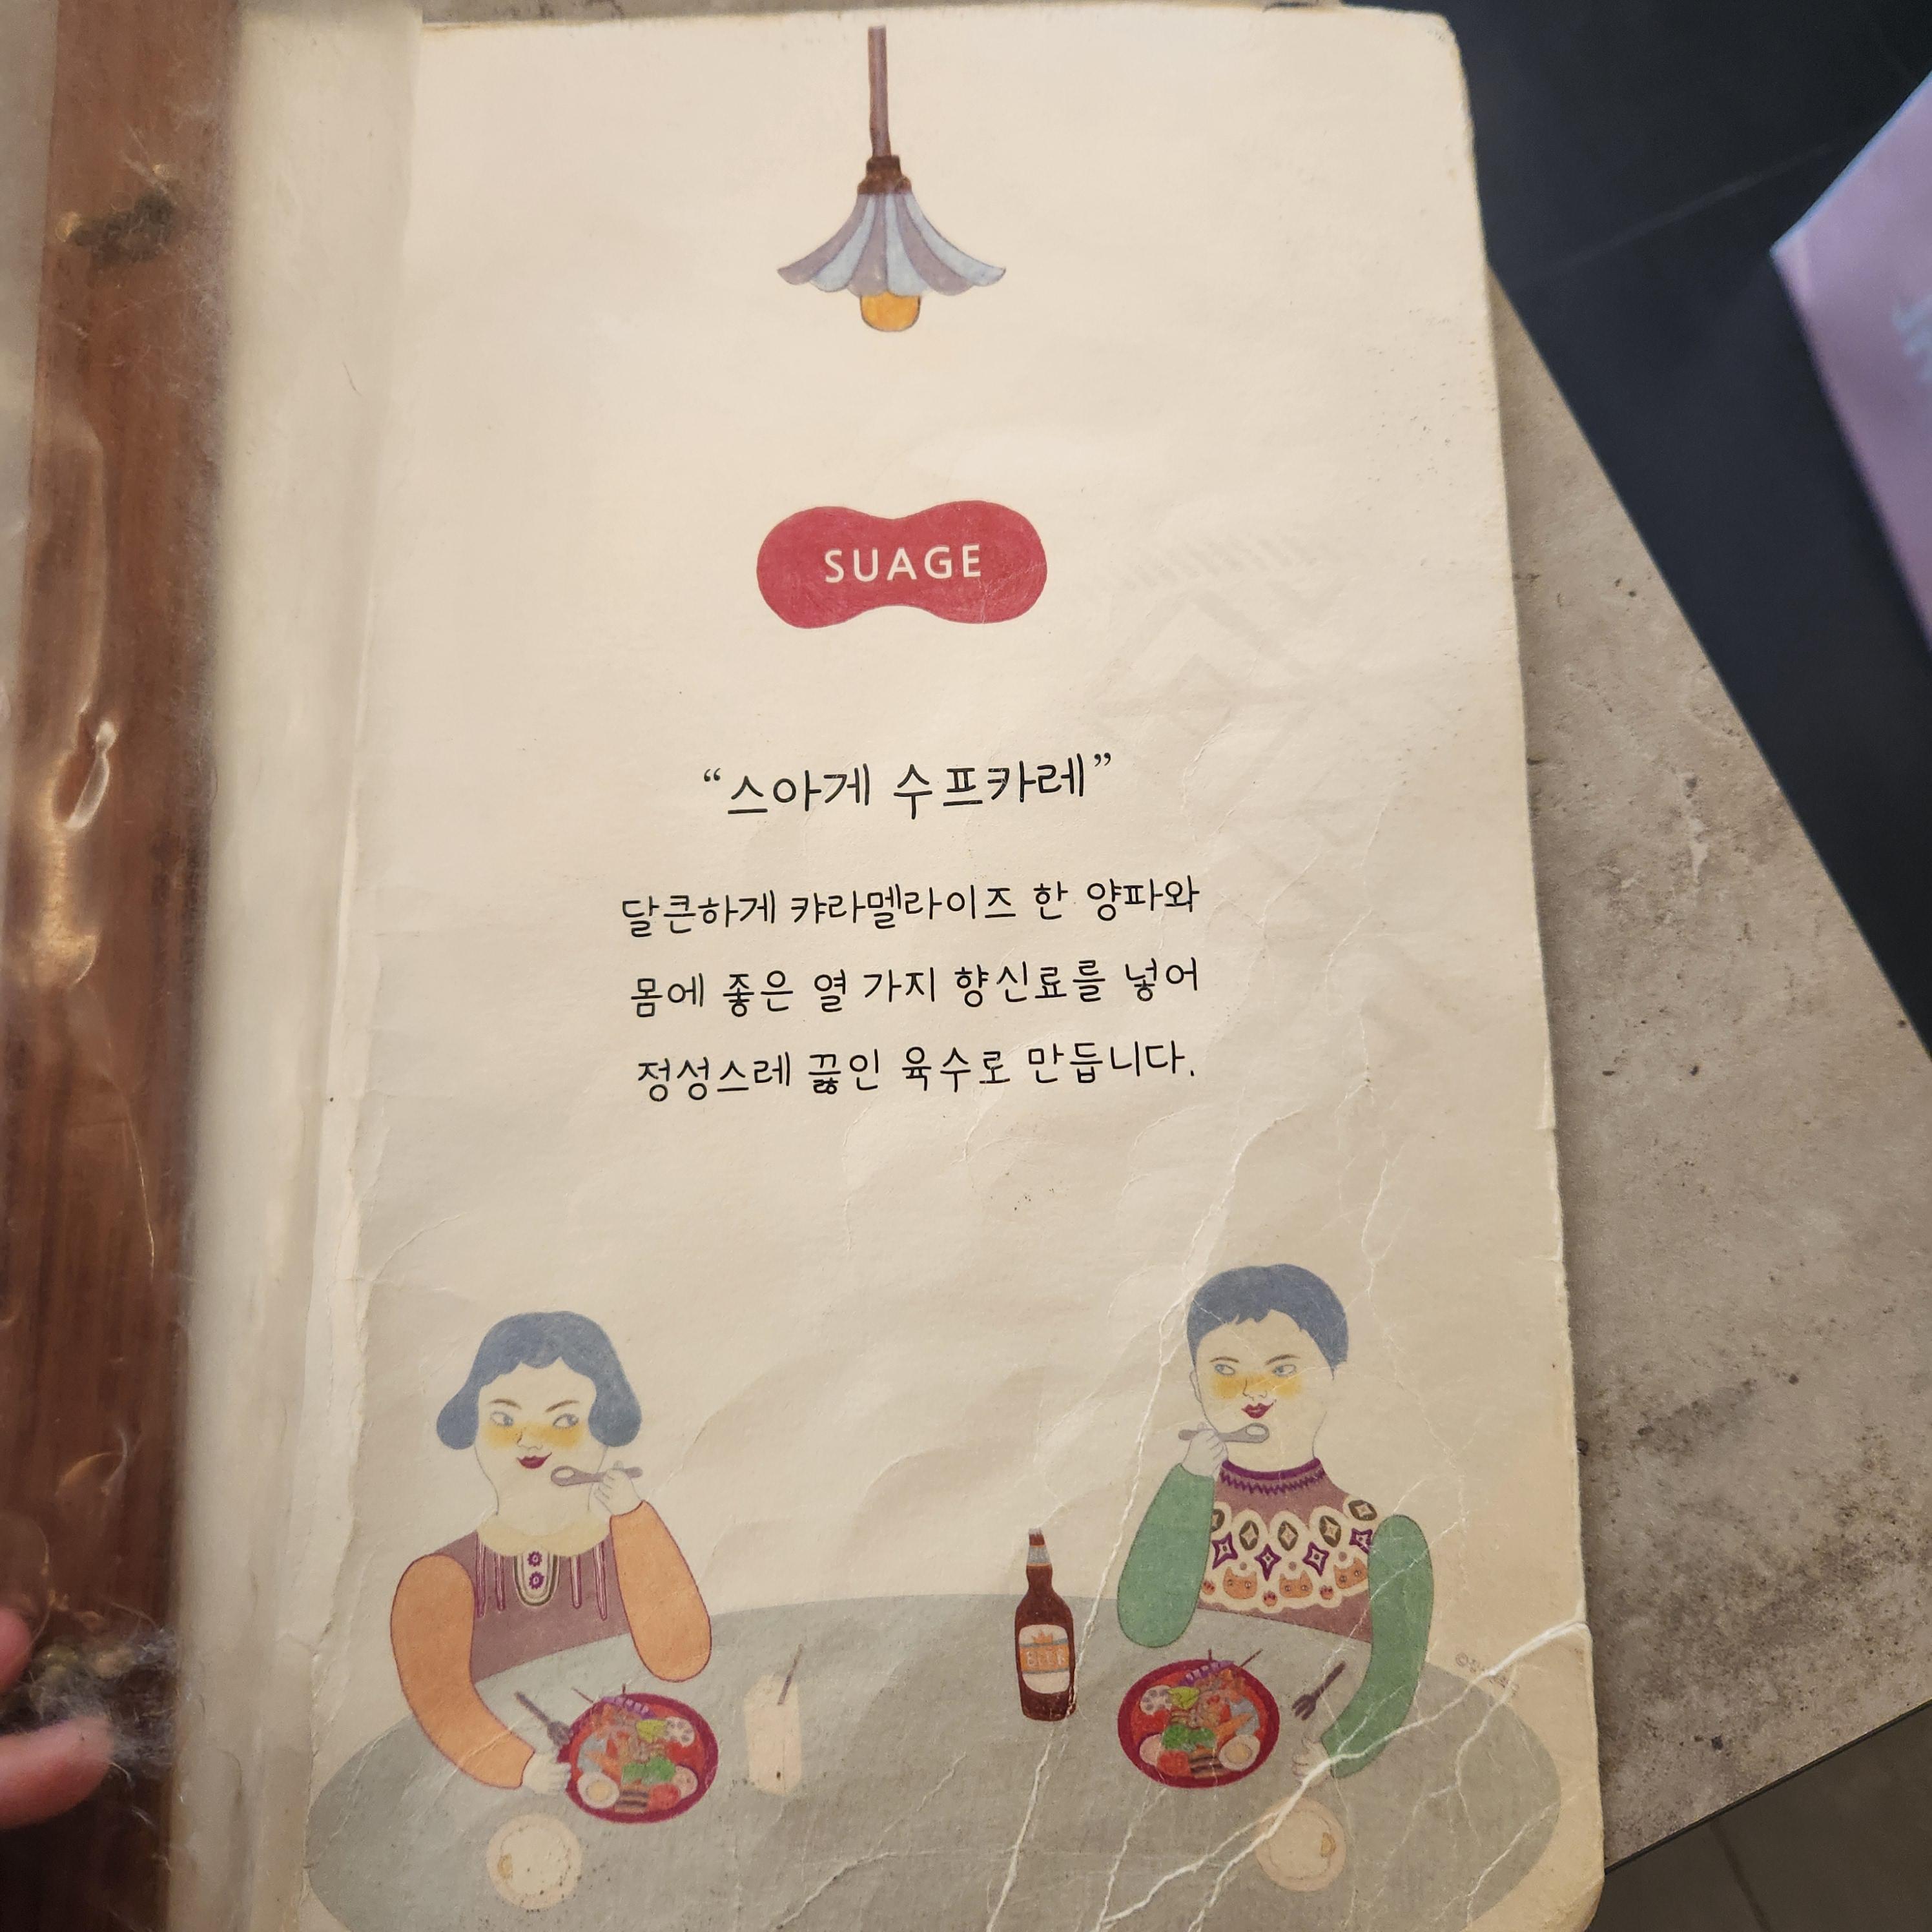 SUAGE
“스아게 수프카레”
달큰하게 캬라멜라이즈 한 양파와
몸에 좋은 열 가지 향신료를 넣어
정성스레 끓인 육수로 만듭니다.
BEER